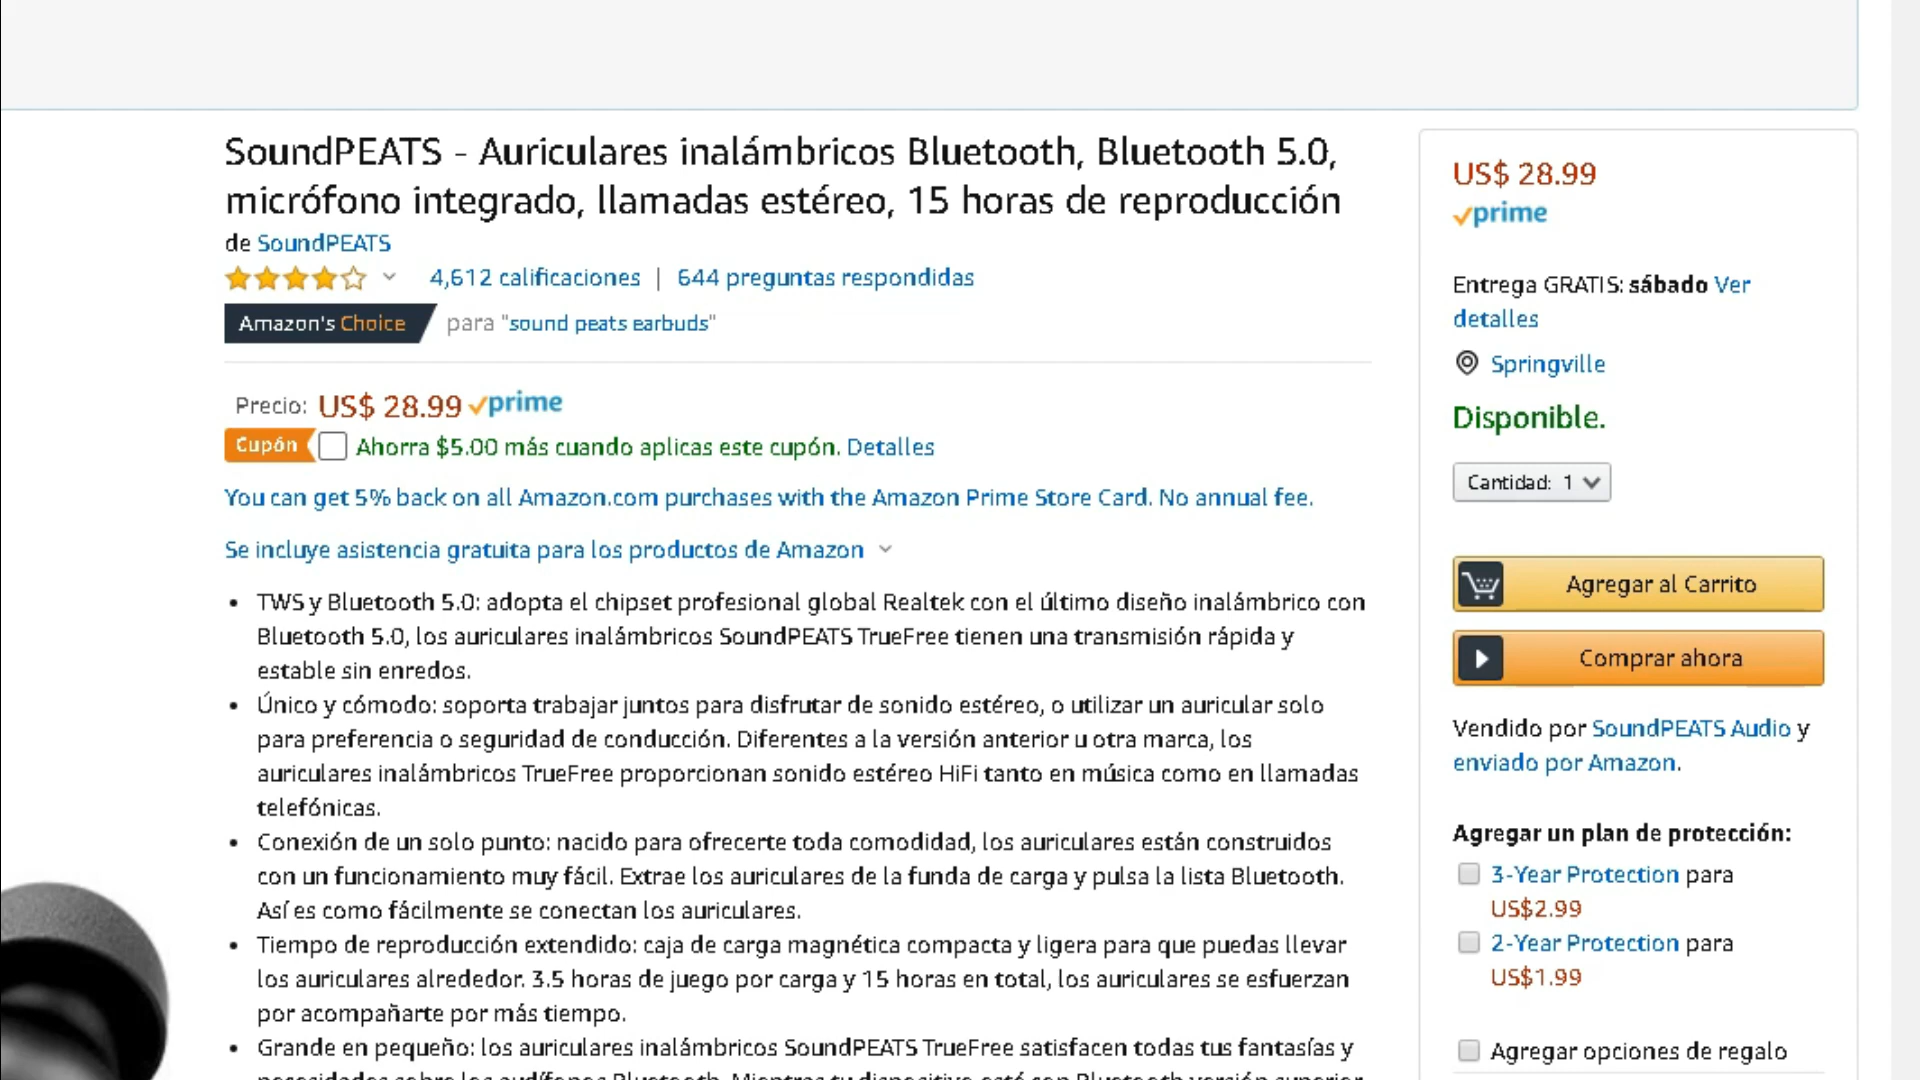 SoundPEATS - Auriculares inalámbricos Bluetooth, Bluetooth 5.0,
micrófono integrado, llamadas estéreo, 15 horas de reproducción
de SoundPEATS
4,612 calificaciones | 644 preguntas respondidas
Amazon's Choice para "sound peats earbuds"
Precio: US$ 28.99 prime
Cupón Ahorra $5.00 más cuando aplicas este cupón. Detalles
You can get 5% back on all Amazon.com purchases with the Amazon Prime Store Card. No annual fee.
Se incluye asistencia gratuita para los productos de Amazon
• TWS y Bluetooth 5.0: adopta el chipset profesional global Realtek con el último diseño inalámbrico con
Bluetooth 5.0, los auriculares inalámbricos SoundPEATS TrueFree tienen una transmisión rápida y
estable sin enredos.
• Único y cómodo: soporta trabajar juntos para disfrutar de sonido estéreo, o utilizar un auricular solo
para preferencia o seguridad de conducción. Diferentes a la versión anterior u otra marca, los
auriculares inalámbricos TrueFree proporcionan sonido estéreo HiFi tanto en música como en llamadas
telefónicas.
• Conexión de un solo punto: nacido para ofrecerte toda comodidad, los auriculares están construidos
con un funcionamiento muy fácil. Extrae los auriculares de la funda de carga y pulsa la lista Bluetooth.
Así es como fácilmente se conectan los auriculares.
• Tiempo de reproducción extendido: caja de carga magnética compacta y ligera para que puedas llevar
los auriculares alrededor. 3.5 horas de juego por carga y 15 horas en total, los auriculares se esfuerzan
por acompañarte por más tiempo.
• Grande en pequeño: los auriculares inalámbricos SoundPEATS TrueFree satisfacen todas tus fantasías y
necesidades sobre los audífonos Bluetooth. Mientras tu dispositivo esté con Bluetooth versión superior
US$ 28.99
prime
Entrega GRATIS: sábado Ver
detalles
Springville
Disponible.
Cantidad: 1
Agregar al Carrito
Comprar ahora
Vendido por SoundPEATS Audio y
enviado por Amazon.
Agregar un plan de protección:
3-Year Protection para
US$2.99
2-Year Protection para
US$1.99
Agregar opciones de regalo